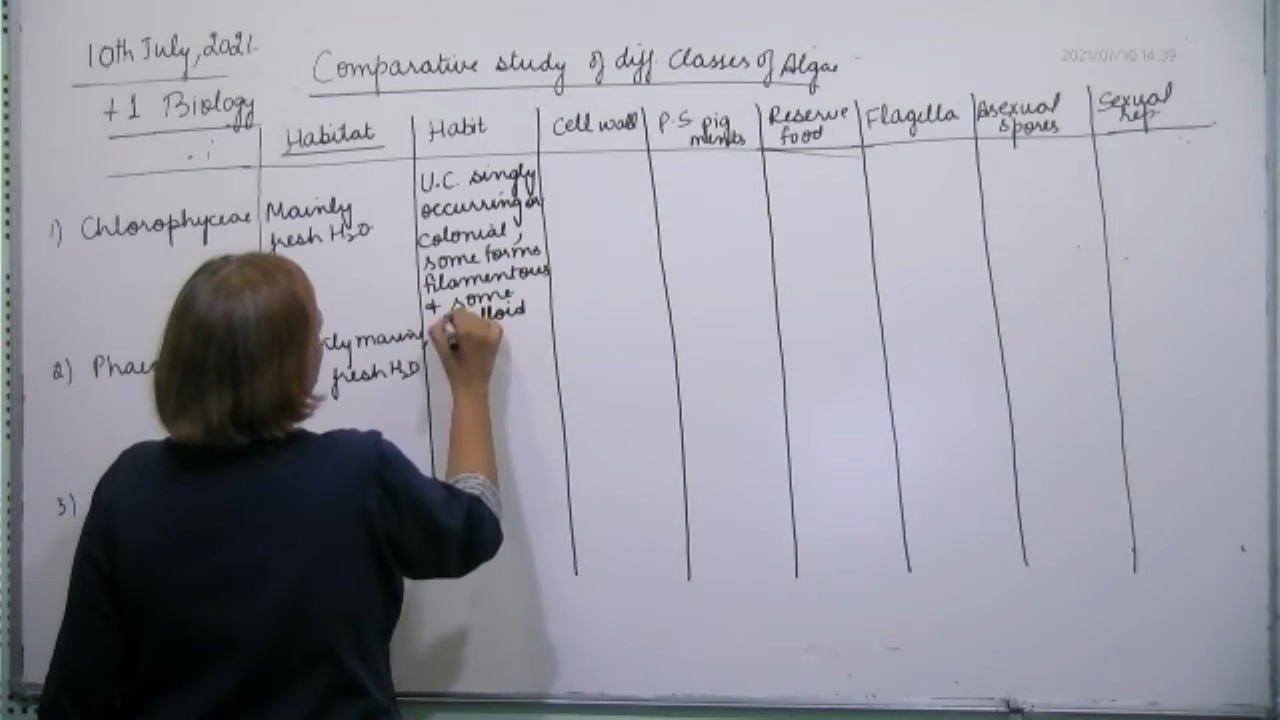 10th July, 2021.
Comparative study of diff. Classes of Algae
2021/07/10 14:39
+1 Biology
Habitat
Habit
Cell wall
P.S pig
ments
Reserve
food
Flagella
Asexual
spores
Sexual
rep
1) Chlorophyceae
Mainly
fresh H2O
U.C. singly
occurring or
colonial,
some forms
filamentous
+ some
lloid
2) Phae
fresh H2O
3)